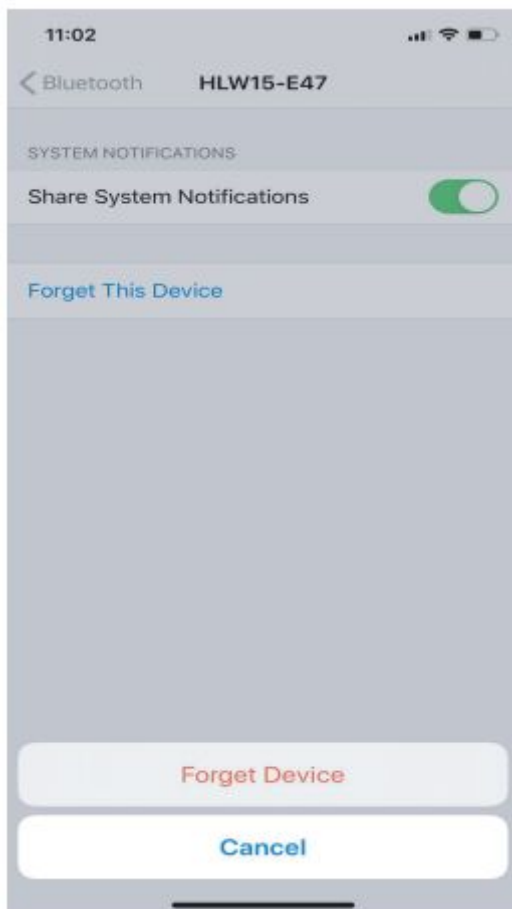 11:02
Bluetooth HLW15-E47
SYSTEM NOTIFICATIONS
Share System Notifications
Forget This Device
Forget Device
Cancel